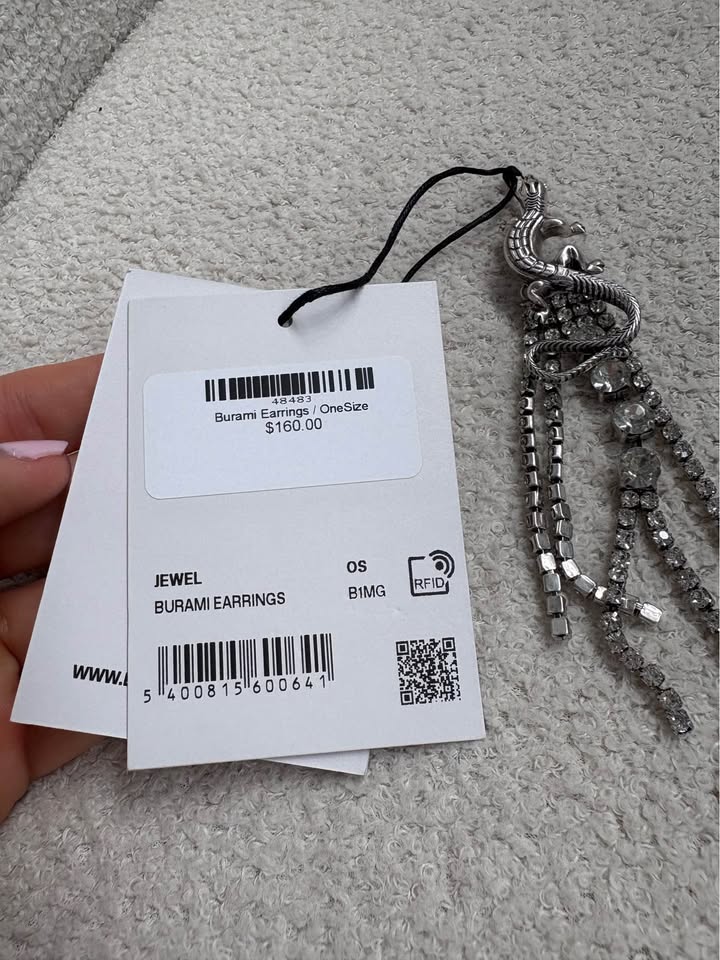 48483
Burami Earrings / OneSize
$160.00
JEWEL
OS
BURAMI EARRINGS
B1MG
RFID
5 400815 600641
WWW.